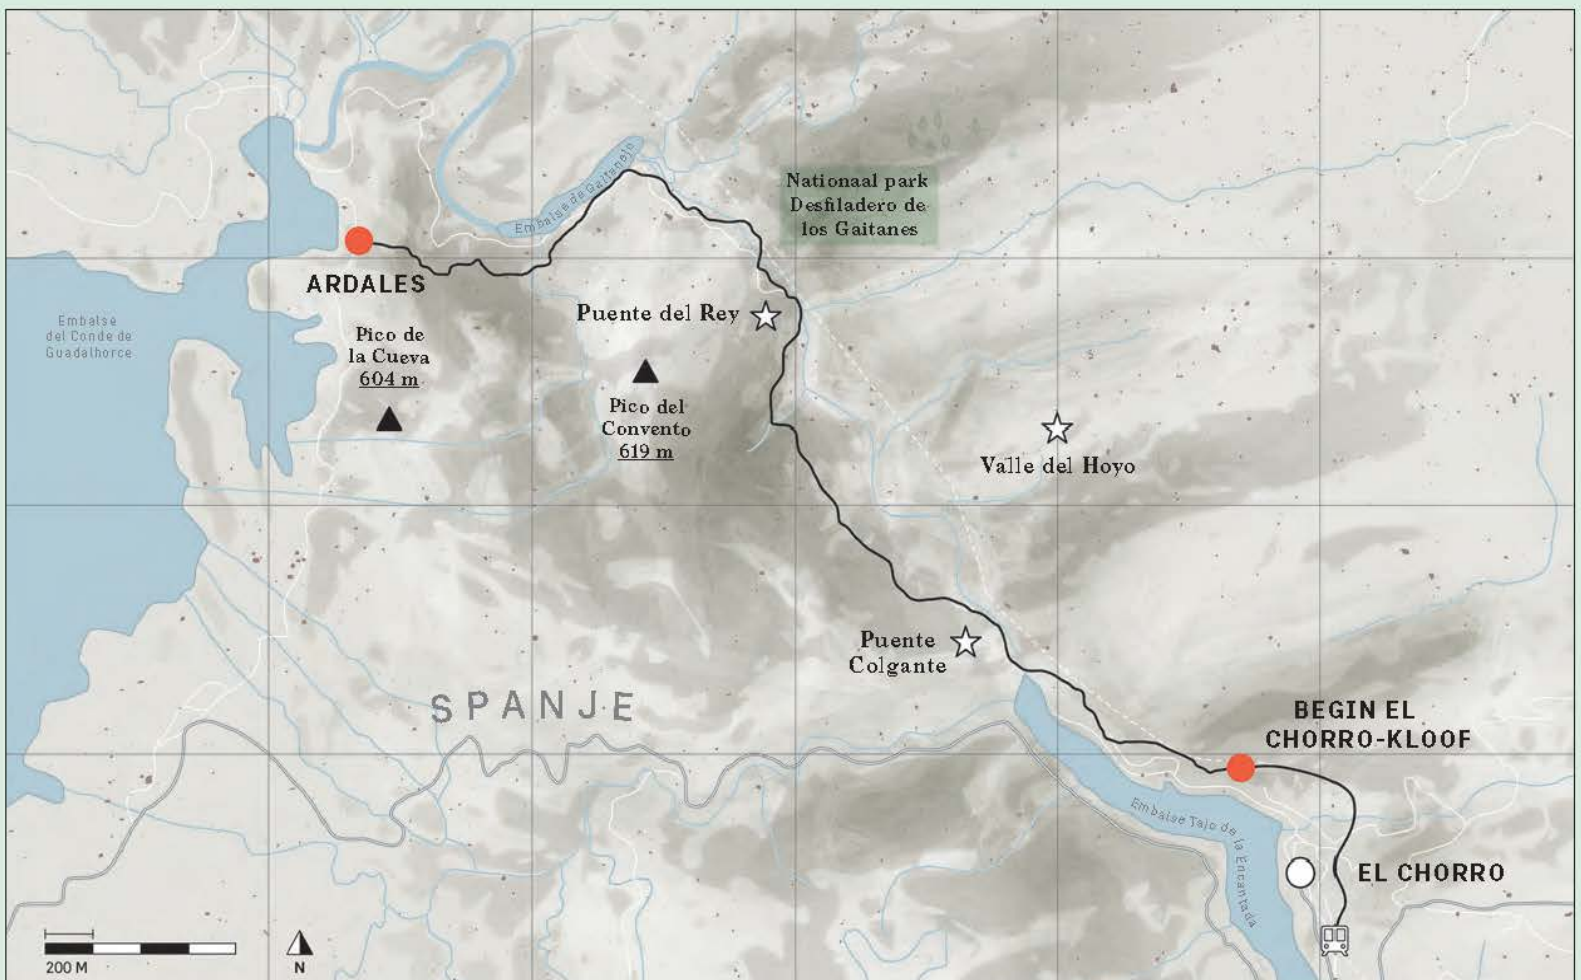 Nationaal park
Desfiladero de
los Gaitanes
Embalse de Gaitanejo
ARDALES
Embalse
del Conde de
Guadalhorce
Puente del Rey
Pico de
la Cueva
604 m
Pico del
Convento
619 m
Valle del Hoyo
Puente
Colgante
SPANJE
BEGIN EL
CHORRO-KLOOF
Embalse Tajo de
la Encantada
EL CHORRO
200 M
N